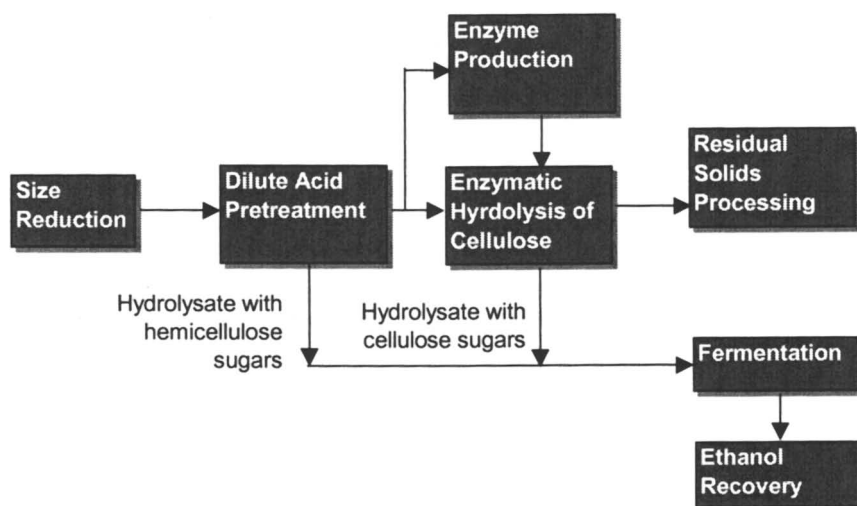 Enzyme
Production
Size
Reduction
Dilute Acid
Pretreatment
Enzymatic
Hyrdolysis of
Cellulose
Residual
Solids
Processing
Hydrolysate with
hemicellulose
sugars
Hydrolysate with
cellulose sugars
Fermentation
Ethanol
Recovery